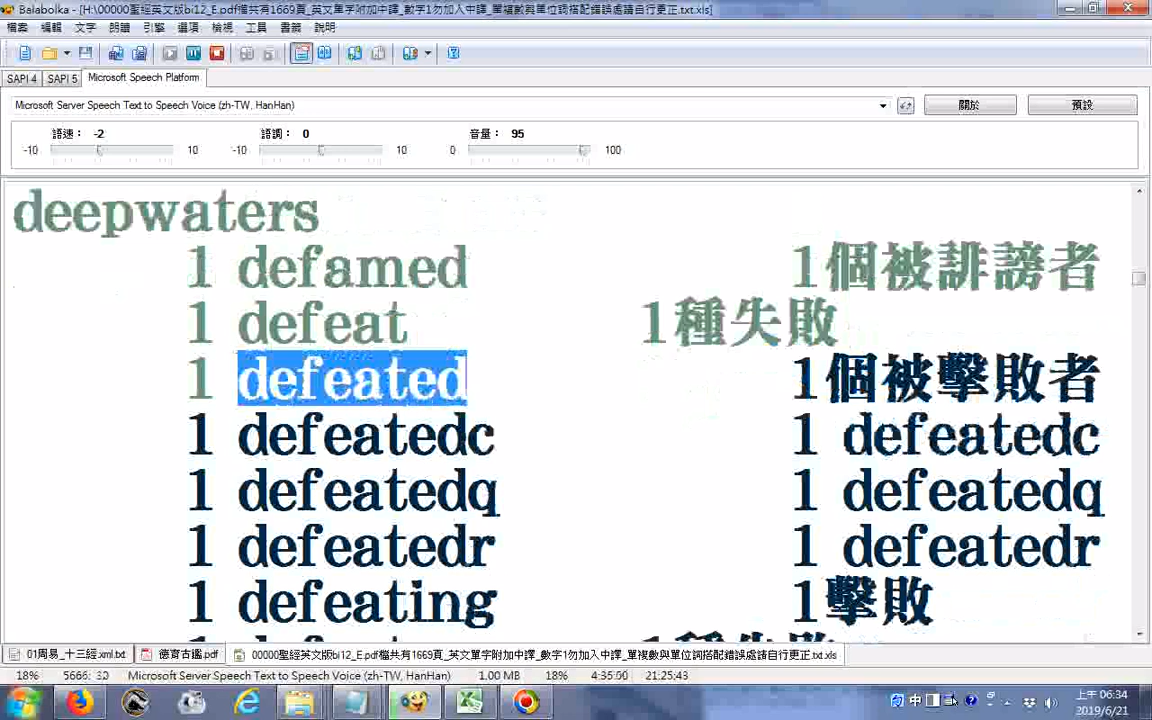 Balabolka - [H:\00000聖經英文版bi12_E.pdf檔共有1669頁_英文單字附加中譯_數字1勿加入中譯_單複數與單位詞搭配錯誤處請自行更正.txt.xls]
檔案 編輯 文字 朗讀 引擎 選項 檢視 工具 書籤 說明
SAPI 4 SAPI 5 Microsoft Speech Platform
Microsoft Server Speech Text to Speech Voice (zh-TW, HanHan) 關於 預設
語速： -2 語調： 0 音量： 95
-10 10 -10 10 0 100
deepwaters
1 defamed 1個被誹謗者
1 defeat 1種失敗
1 defeated 1個被擊敗者
1 defeatedc 1 defeatedc
1 defeatedq 1 defeatedq
1 defeatedr 1 defeatedr
1 defeating 1擊敗
01周易_十三經.xml.txt 德育古鑑.pdf 00000聖經英文版bi12_E.pdf檔共有1669頁_英文單字附加中譯_數字1勿加入中譯_單複數與單位詞搭配錯誤處請自行更正.txt.xls
18% 5666: 30 Microsoft Server Speech Text to Speech Voice (zh-TW, HanHan) 1.00 MB 18% 4:35:00 21:25:43
中 上午 06:34
2019/6/21